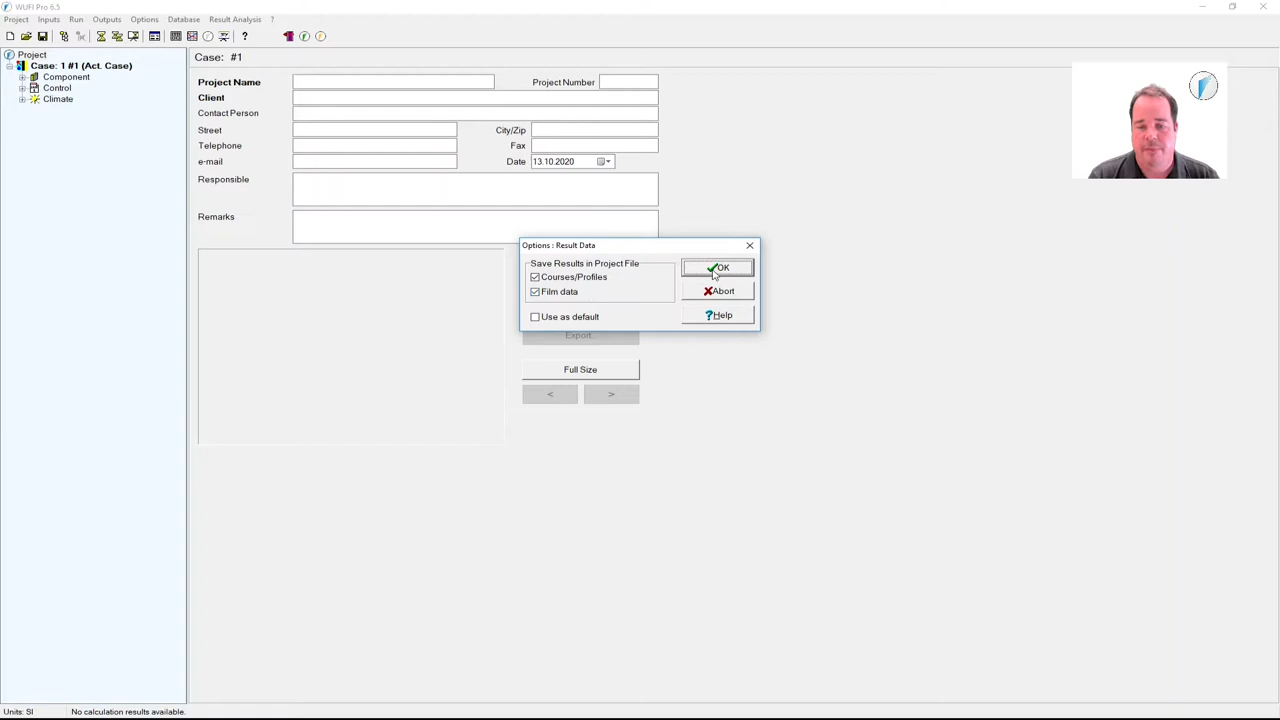 WUFI Pro 6.5
Project Inputs Run Outputs Options Database Result Analysis ?
Project
Case: 1 #1 (Act. Case)
Component
Control
Climate
Case: #1
Project Name
Project Number
Client
Contact Person
Street
City/Zip
Telephone
Fax
e-mail
Date 13.10.2020
Responsible
Remarks
Options : Result Data
Save Results in Project File
Courses/Profiles
Film data
Use as default
OK
Abort
Help
Export..
Full Size
< >
Units: SI No calculation results available.